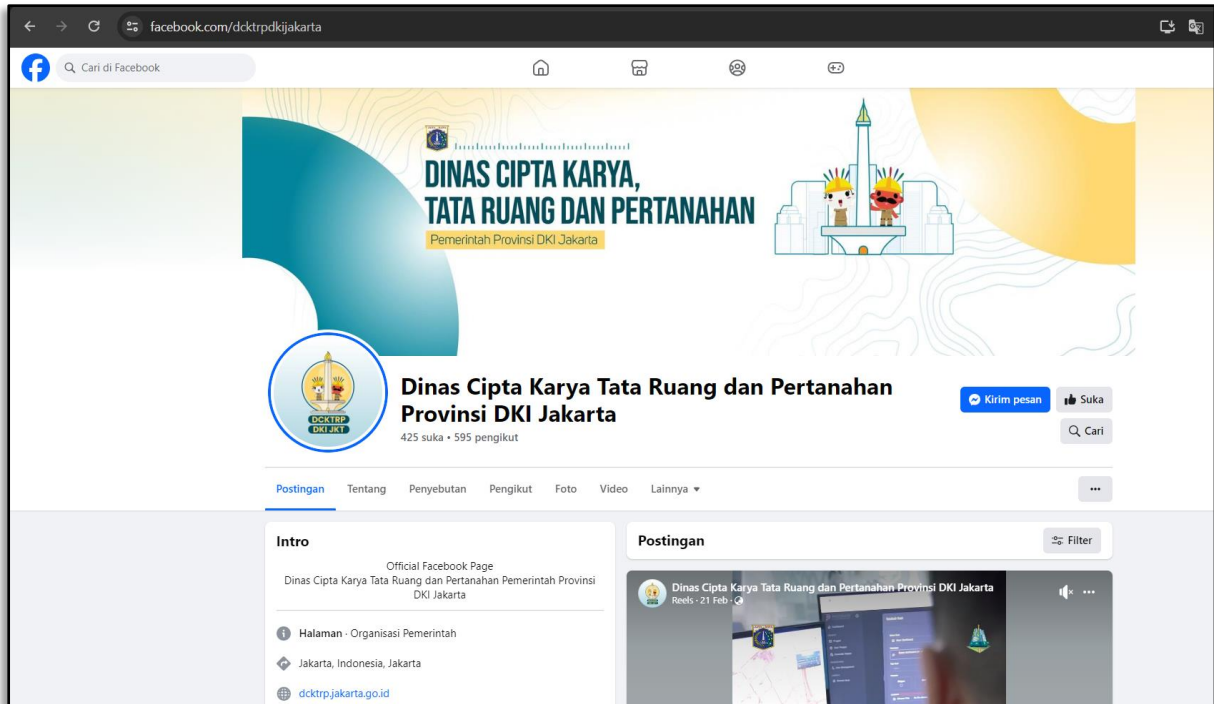 facebook.com/dcktrpdkijakarta
Cari di Facebook
DINAS CIPTA KARYA,
TATA RUANG DAN PERTANAHAN
Pemerintah Provinsi DKI Jakarta
DCKTRP
DKI JKT
Dinas Cipta Karya Tata Ruang dan Pertanahan
Provinsi DKI Jakarta
425 suka • 595 pengikut
Kirim pesan
Suka
Cari
Postingan Tentang Penyebutan Pengikut Foto Video Lainnya
Intro
Official Facebook Page
Dinas Cipta Karya Tata Ruang dan Pertanahan Pemerintah Provinsi
DKI Jakarta
Halaman · Organisasi Pemerintah
Jakarta, Indonesia, Jakarta
dcktrp.jakarta.go.id
Postingan
Filter
Dinas Cipta Karya Tata Ruang dan Pertanahan Provinsi DKI Jakarta
Reels · 21 Feb ·